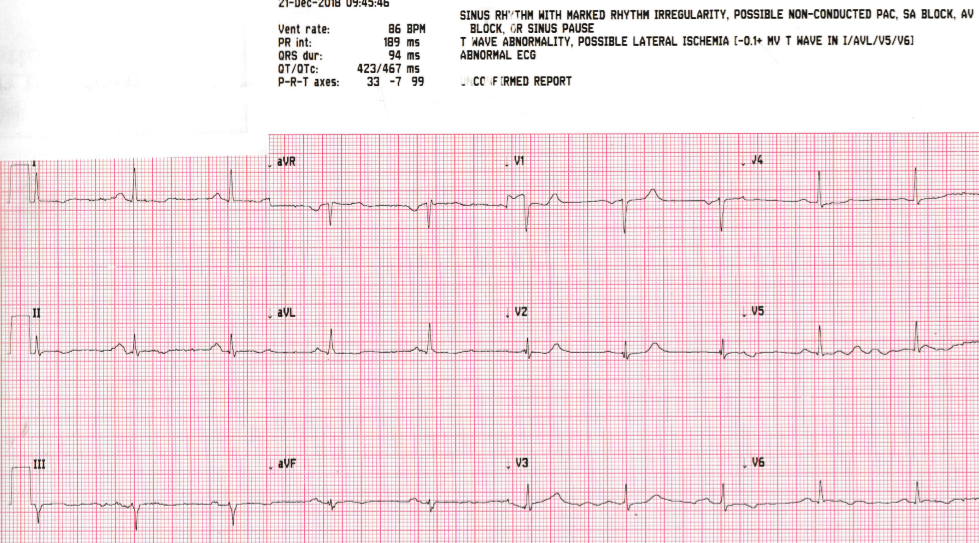 21-Dec-2018 09:45:46
SINUS RHYTHM WITH MARKED RHYTHM IRREGULARITY, POSSIBLE NON-CONDUCTED PAC, SA BLOCK, AV
BLOCK, OR SINUS PAUSE
T WAVE ABNORMALITY, POSSIBLE LATERAL ISCHEMIA [-0.1+ MV T WAVE IN I/AVL/V5/V6]
ABNORMAL ECG
UNCONFIRMED REPORT
Vent rate: 86 BPM
PR int: 189 ms
QRS dur: 94 ms
QT/QTc: 423/467 ms
P-R-T axes: 33 -7 99
I aVR V1 V4
II aVL V2 V5
III aVF V3 V6